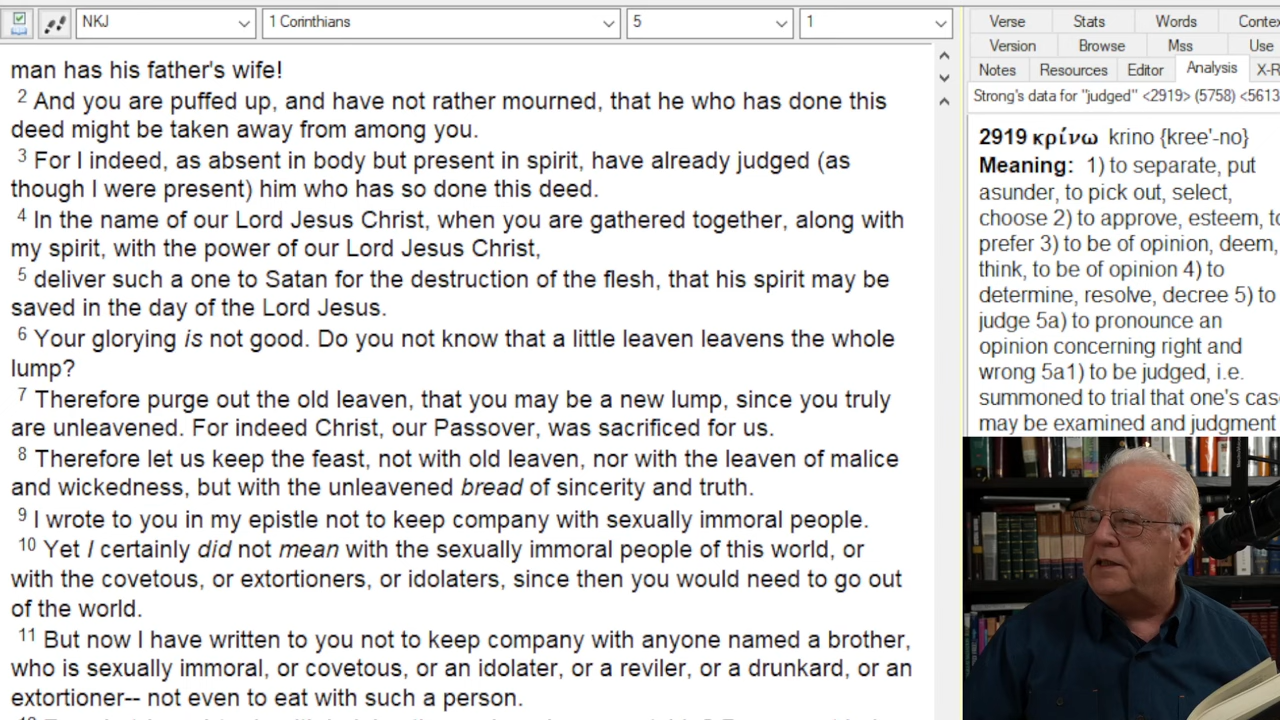 NKJ 1 Corinthians 5 1
man has his father's wife!
2 And you are puffed up, and have not rather mourned, that he who has done this
deed might be taken away from among you.
3 For I indeed, as absent in body but present in spirit, have already judged (as
though I were present) him who has so done this deed.
4 In the name of our Lord Jesus Christ, when you are gathered together, along with
my spirit, with the power of our Lord Jesus Christ,
5 deliver such a one to Satan for the destruction of the flesh, that his spirit may be
saved in the day of the Lord Jesus.
6 Your glorying is not good. Do you not know that a little leaven leavens the whole
lump?
7 Therefore purge out the old leaven, that you may be a new lump, since you truly
are unleavened. For indeed Christ, our Passover, was sacrificed for us.
8 Therefore let us keep the feast, not with old leaven, nor with the leaven of malice
and wickedness, but with the unleavened bread of sincerity and truth.
9 I wrote to you in my epistle not to keep company with sexually immoral people.
10 Yet I certainly did not mean with the sexually immoral people of this world, or
with the covetous, or extortioners, or idolaters, since then you would need to go out
of the world.
11 But now I have written to you not to keep company with anyone named a brother,
who is sexually immoral, or covetous, or an idolater, or a reviler, or a drunkard, or an
extortioner-- not even to eat with such a person.
Verse Stats Words Contex
Version Browse Mss Use
Notes Resources Editor Analysis X-R
Strong's data for "judged" <2919> (5758) <5613
2919 κρίνω krino {kree'-no}
Meaning: 1) to separate, put
asunder, to pick out, select,
choose 2) to approve, esteem, to
prefer 3) to be of opinion, deem,
think, to be of opinion 4) to
determine, resolve, decree 5) to
judge 5a) to pronounce an
opinion concerning right and
wrong 5a1) to be judged, i.e.
summoned to trial that one's case
may be examined and judgment